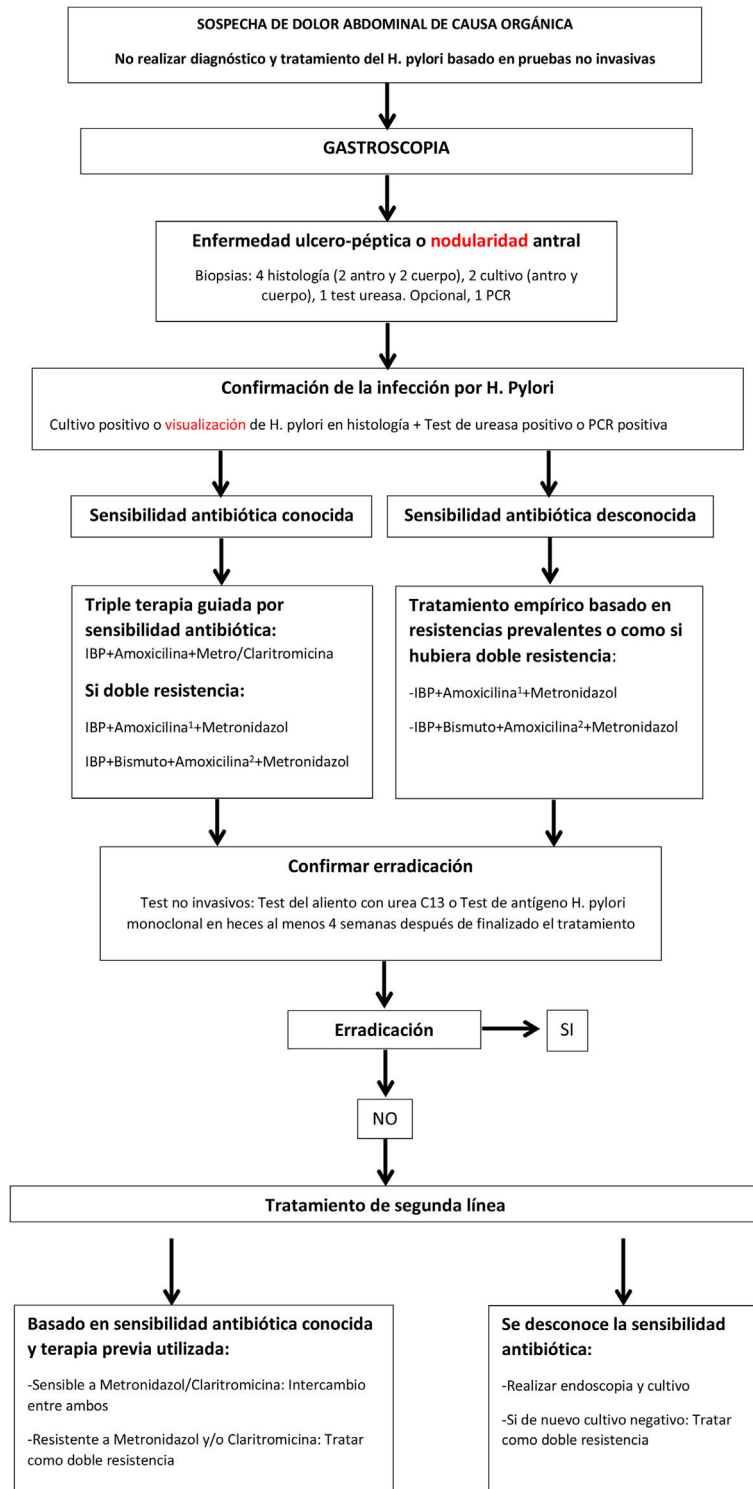 SOSPECHA DE DOLOR ABDOMINAL DE CAUSA ORGÁNICA
No realizar diagnóstico y tratamiento del H. pylori basado en pruebas no invasivas
GASTROSCOPIA
Enfermedad ulcero-péptica o nodularidad antral
Biopsias: 4 histología (2 antro y 2 cuerpo), 2 cultivo (antro y
cuerpo), 1 test ureasa. Opcional, 1 PCR
Confirmación de la infección por H. Pylori
Cultivo positivo o visualización de H. pylori en histología + Test de ureasa positivo o PCR positiva
Sensibilidad antibiótica conocida
Sensibilidad antibiótica desconocida
Triple terapia guiada por
sensibilidad antibiótica:
IBP+Amoxicilina+Metro/Claritromicina
Si doble resistencia:
IBP+Amoxicilina¹+Metronidazol
IBP+Bismuto+Amoxicilina²+Metronidazol
Tratamiento empírico basado en
resistencias prevalentes o como si
hubiera doble resistencia:
-IBP+Amoxicilina¹+Metronidazol
-IBP+Bismuto+Amoxicilina²+Metronidazol
Confirmar erradicación
Test no invasivos: Test del aliento con urea C13 o Test de antígeno H. pylori
monoclonal en heces al menos 4 semanas después de finalizado el tratamiento
Erradicación
SI
NO
Tratamiento de segunda línea
Basado en sensibilidad antibiótica conocida
y terapia previa utilizada:
-Sensible a Metronidazol/Claritromicina: Intercambio
entre ambos
-Resistente a Metronidazol y/o Claritromicina: Tratar
como doble resistencia
Se desconoce la sensibilidad
antibiótica:
-Realizar endoscopia y cultivo
-Si de nuevo cultivo negativo: Tratar
como doble resistencia